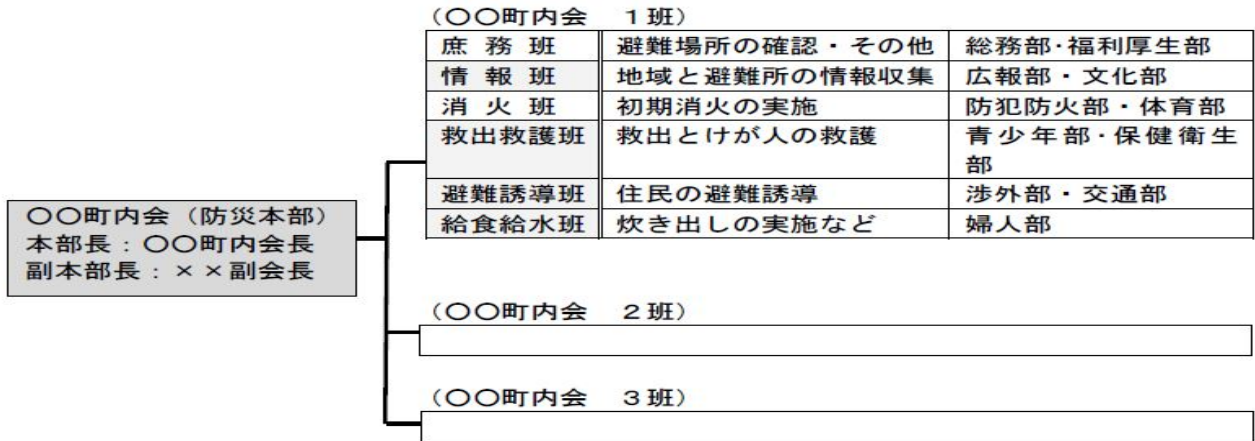 （〇〇町内会　１班）
庶 務 班　避難場所の確認・その他　総務部･福利厚生部
情 報 班　地域と避難所の情報収集　広報部・文化部
消 火 班　初期消火の実施　防犯防火部・体育部
救出救護班　救出とけが人の救護　青少年部･保健衛生
部
避難誘導班　住民の避難誘導　渉外部・交通部
給食給水班　炊き出しの実施など　婦人部
〇〇町内会（防災本部）
本部長：〇〇町内会長
副本部長：××副会長
（〇〇町内会　２班）
（〇〇町内会　３班）